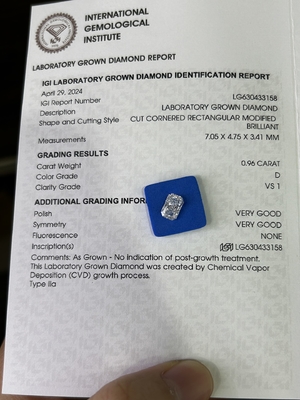 INTERNATIONAL
GEMOLOGICAL
INSTITUTE
LABORATORY GROWN DIAMOND REPORT
IGI LABORATORY GROWN DIAMOND IDENTIFICATION REPORT
April 29, 2024
IGI Report Number LG630433158
Description LABORATORY GROWN DIAMOND
Shape and Cutting Style CUT CORNERED RECTANGULAR MODIFIED
BRILLIANT
Measurements 7.05 X 4.75 X 3.41 MM
GRADING RESULTS
Carat Weight 0.96 CARAT
Color Grade D
Clarity Grade VS 1
ADDITIONAL GRADING INFOR
Polish VERY GOOD
Symmetry VERY GOOD
Fluorescence NONE
Inscription(s) LG630433158
Comments: As Grown - No indication of post-growth treatment.
This Laboratory Grown Diamond was created by Chemical Vapor
Deposition (CVD) growth process.
Type IIa